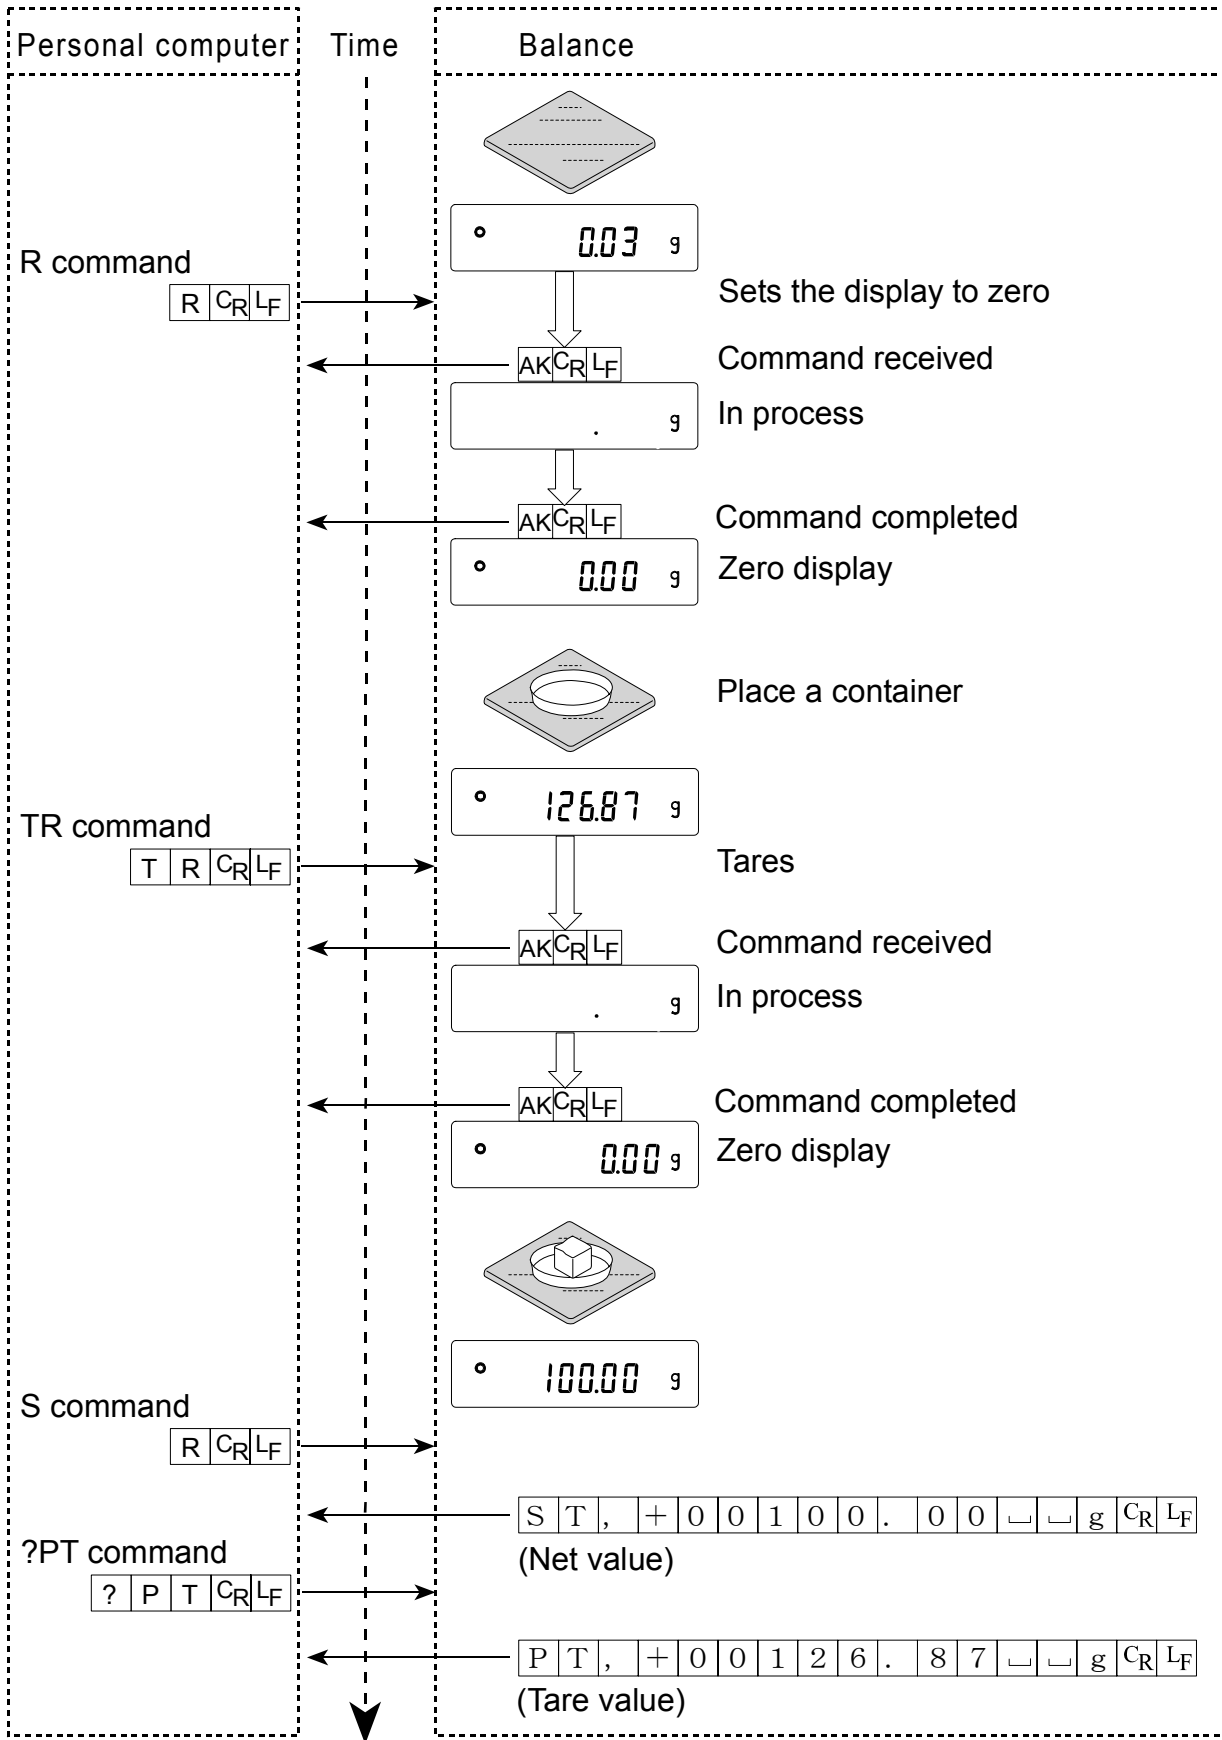 Personal computer Time Balance
0.03 g
R command
R CR LF Sets the display to zero
AK CR LF Command received
. g In process
AK CR LF Command completed
0.00 g Zero display
Place a container
126.87 g
TR command
T R CR LF Tares
AK CR LF Command received
. g In process
AK CR LF Command completed
0.00 g Zero display
100.00 g
S command
R CR LF
S T , + 0 0 1 0 0 . 0 0 ␣ ␣ g CR LF
(Net value)
?PT command
? P T CR LF
P T , + 0 0 1 2 6 . 8 7 ␣ ␣ g CR LF
(Tare value)